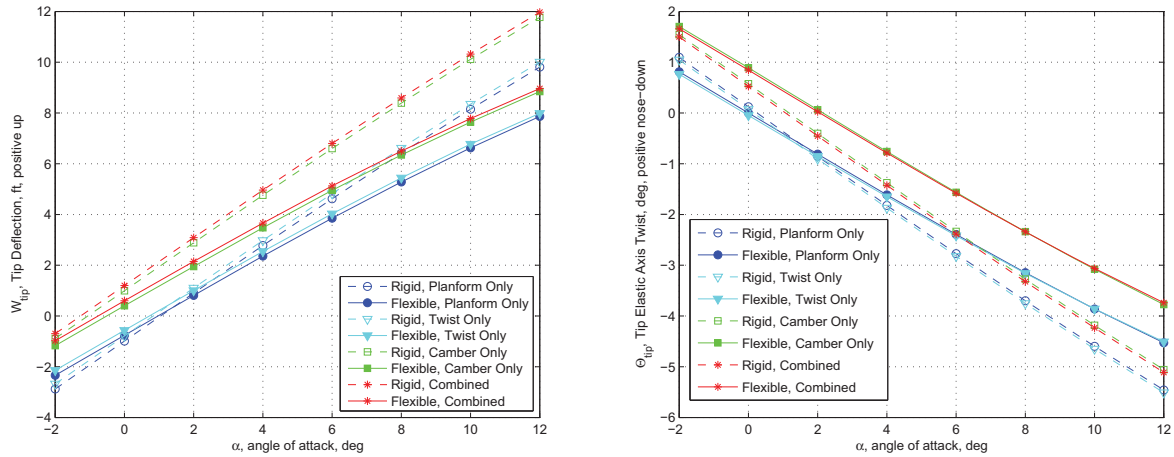 12
10
8
6
4
2
0
−2
−4
W_tip, Tip Deflection, ft, positive up
Rigid, Planform Only
Flexible, Planform Only
Rigid, Twist Only
Flexible, Twist Only
Rigid, Camber Only
Flexible, Camber Only
Rigid, Combined
Flexible, Combined
−2 0 2 4 6 8 10 12
α, angle of attack, deg
2
1
0
−1
−2
−3
−4
−5
−6
Θ_tip, Tip Elastic Axis Twist, deg, positive nose−down
Rigid, Planform Only
Flexible, Planform Only
Rigid, Twist Only
Flexible, Twist Only
Rigid, Camber Only
Flexible, Camber Only
Rigid, Combined
Flexible, Combined
−2 0 2 4 6 8 10 12
α, angle of attack, deg